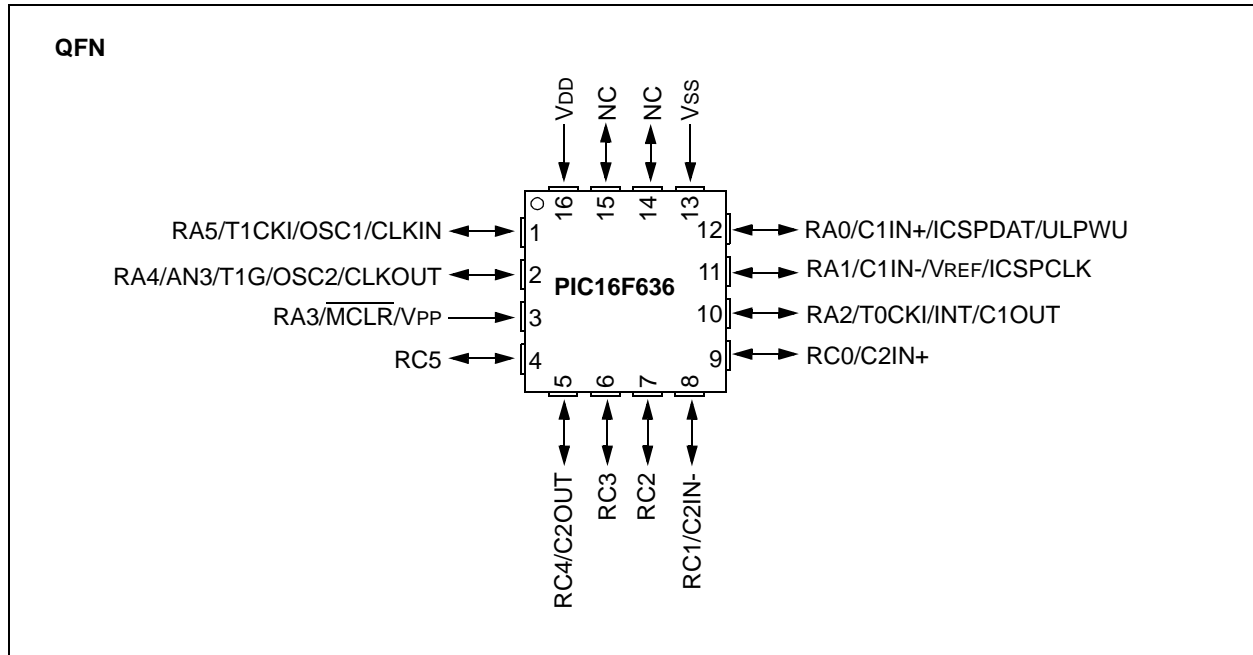 QFN
VDD
NC
NC
VSS
16
15
14
13
RA5/T1CKI/OSC1/CLKIN
1
12
RA0/C1IN+/ICSPDAT/ULPWU
RA4/AN3/T1G/OSC2/CLKOUT
2
PIC16F636
11
RA1/C1IN-/VREF/ICSPCLK
RA3/MCLR/VPP
3
10
RA2/T0CKI/INT/C1OUT
RC5
4
9
RC0/C2IN+
5
6
7
8
RC4/C2OUT
RC3
RC2
RC1/C2IN-